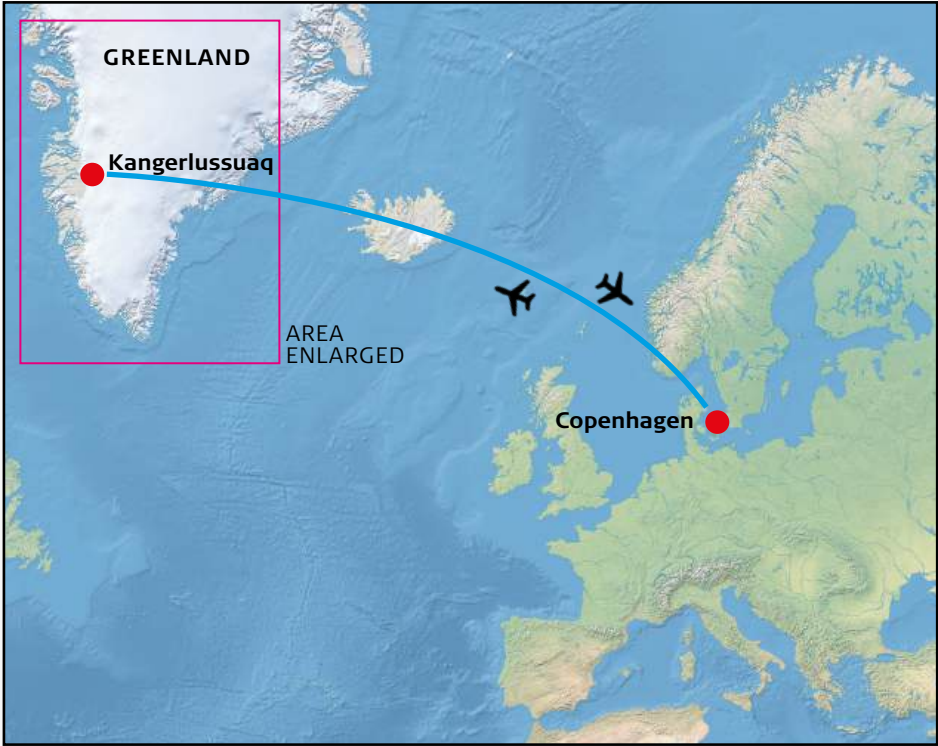 GREENLAND
Kangerlussuaq
AREA
ENLARGED
Copenhagen